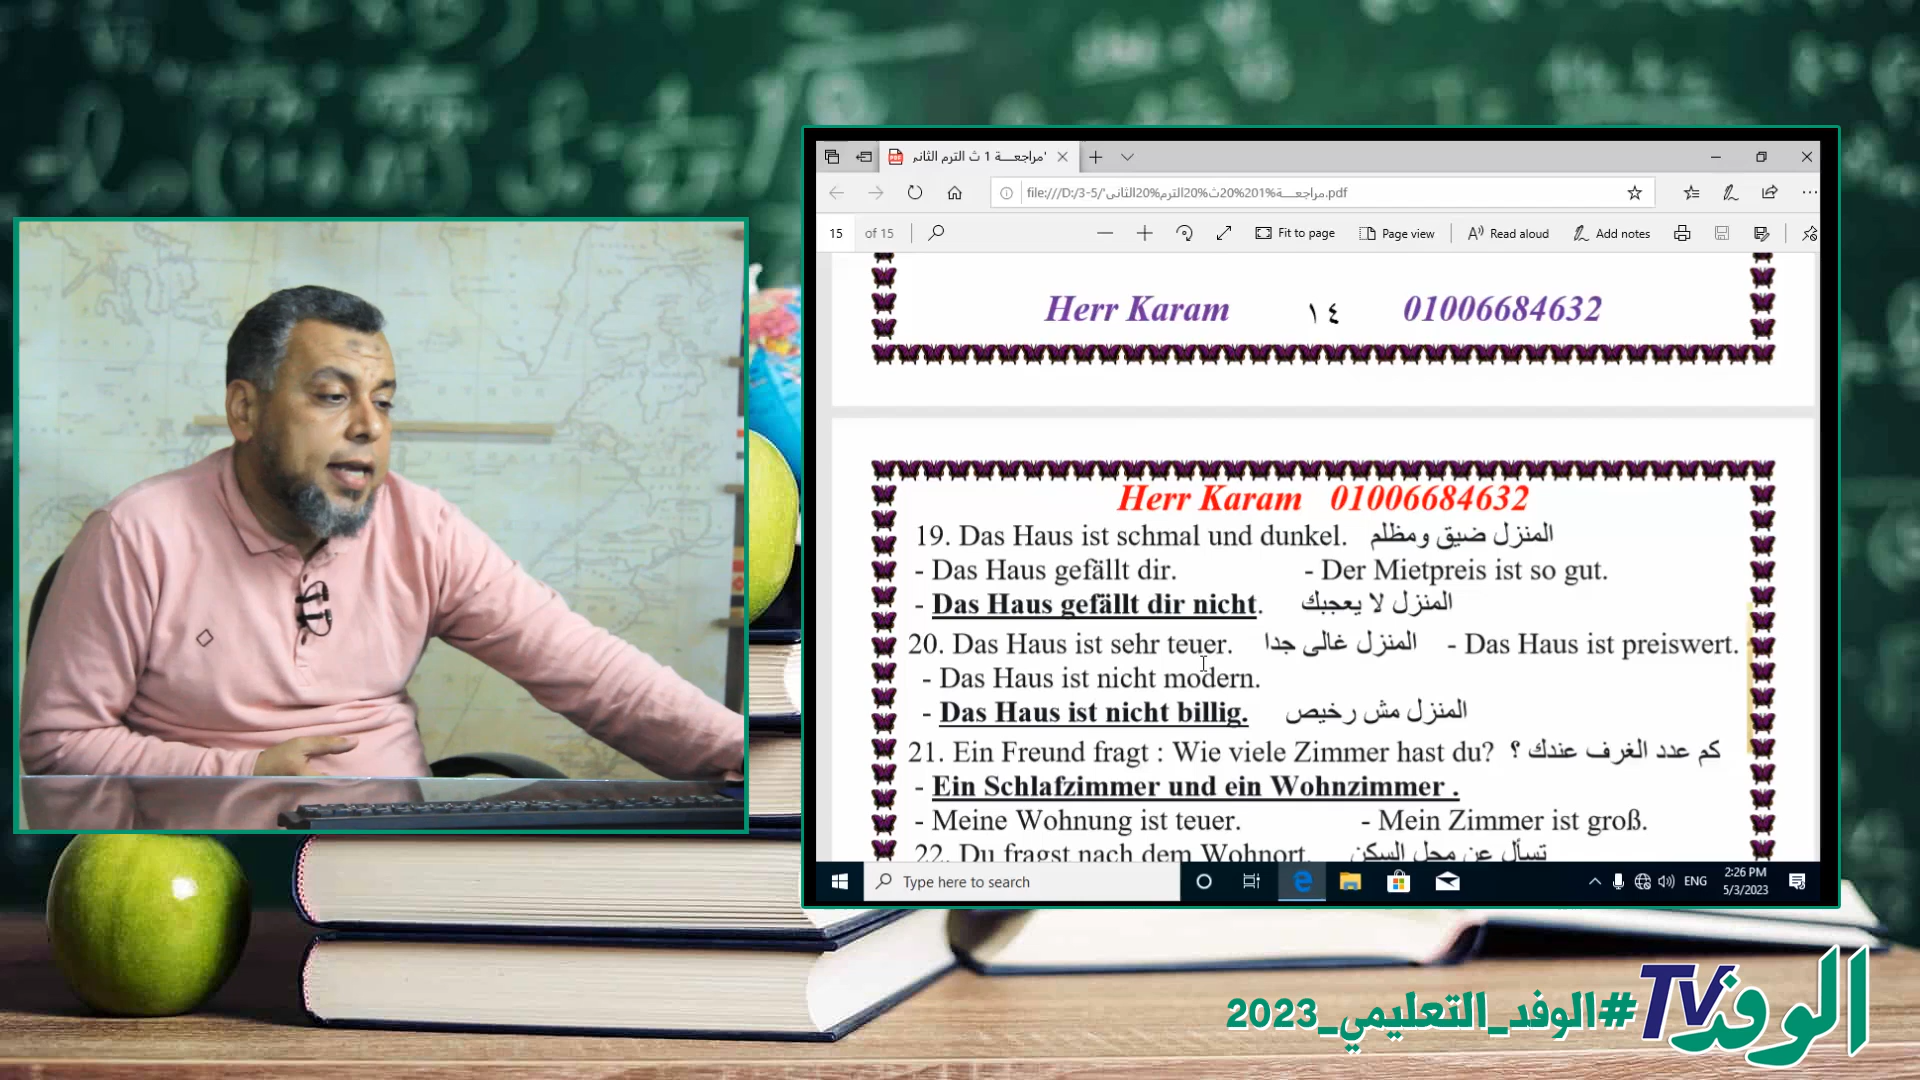 مراجعـــة 1 ث الترم الثانى'
file:///D:/3-5/'مراجعـــة%201%20ث%20الترم%20الثانى.pdf
15 of 15
Fit to page
Page view
Read aloud
Add notes
Herr Karam ١٤ 01006684632
Herr Karam 01006684632
19. Das Haus ist schmal und dunkel. المنزل ضيق ومظلم
- Das Haus gefällt dir. - Der Mietpreis ist so gut.
- Das Haus gefällt dir nicht. المنزل لا يعجبك
20. Das Haus ist sehr teuer. المنزل غالى جدا - Das Haus ist preiswert.
- Das Haus ist nicht modern.
- Das Haus ist nicht billig. المنزل مش رخيص
21. Ein Freund fragt : Wie viele Zimmer hast du? كم عدد الغرف عندك ؟
- Ein Schlafzimmer und ein Wohnzimmer .
- Meine Wohnung ist teuer. - Mein Zimmer ist groß.
22. Du fragst nach dem Wohnort. تسأل عن محل السكن
Type here to search
ENG
2:26 PM
5/3/2023
#الوفد_التعليمي_2023
الوفد TV